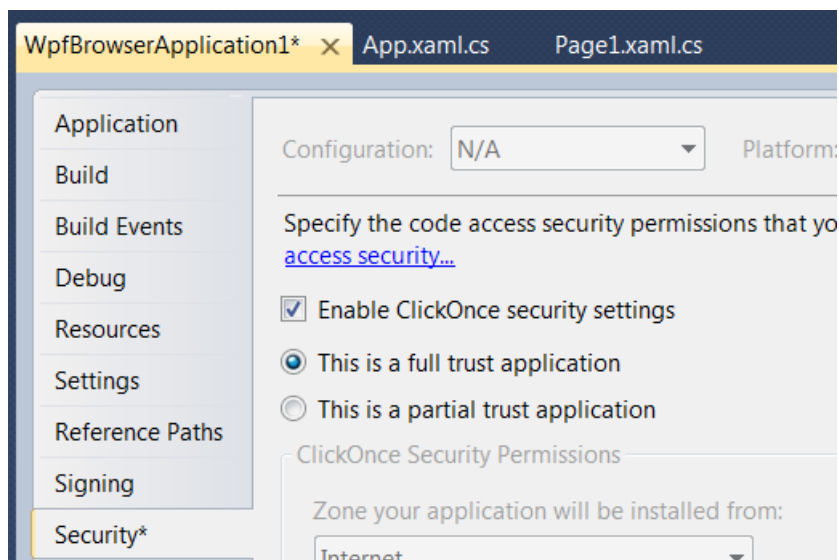 WpfBrowserApplication1* App.xaml.cs Page1.xaml.cs
Application
Build
Build Events
Debug
Resources
Settings
Reference Paths
Signing
Security*
Configuration: N/A Platform:
Specify the code access security permissions that yo
access security...
Enable ClickOnce security settings
This is a full trust application
This is a partial trust application
ClickOnce Security Permissions
Zone your application will be installed from:
Internet